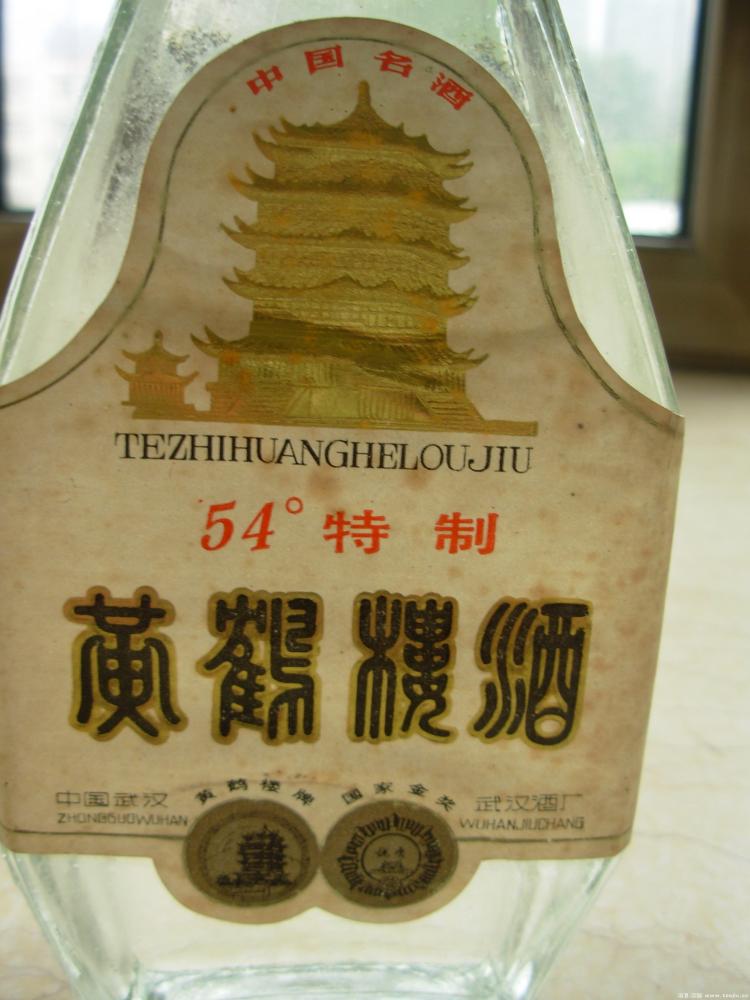 中国名酒
TEZHIHUANGHELOUJIU
54°特制
黄鹤楼酒
中国武汉 黄鹤楼牌 国家金奖 武汉酒厂
ZHONGGUOWUHAN WUHANJIUCHANG